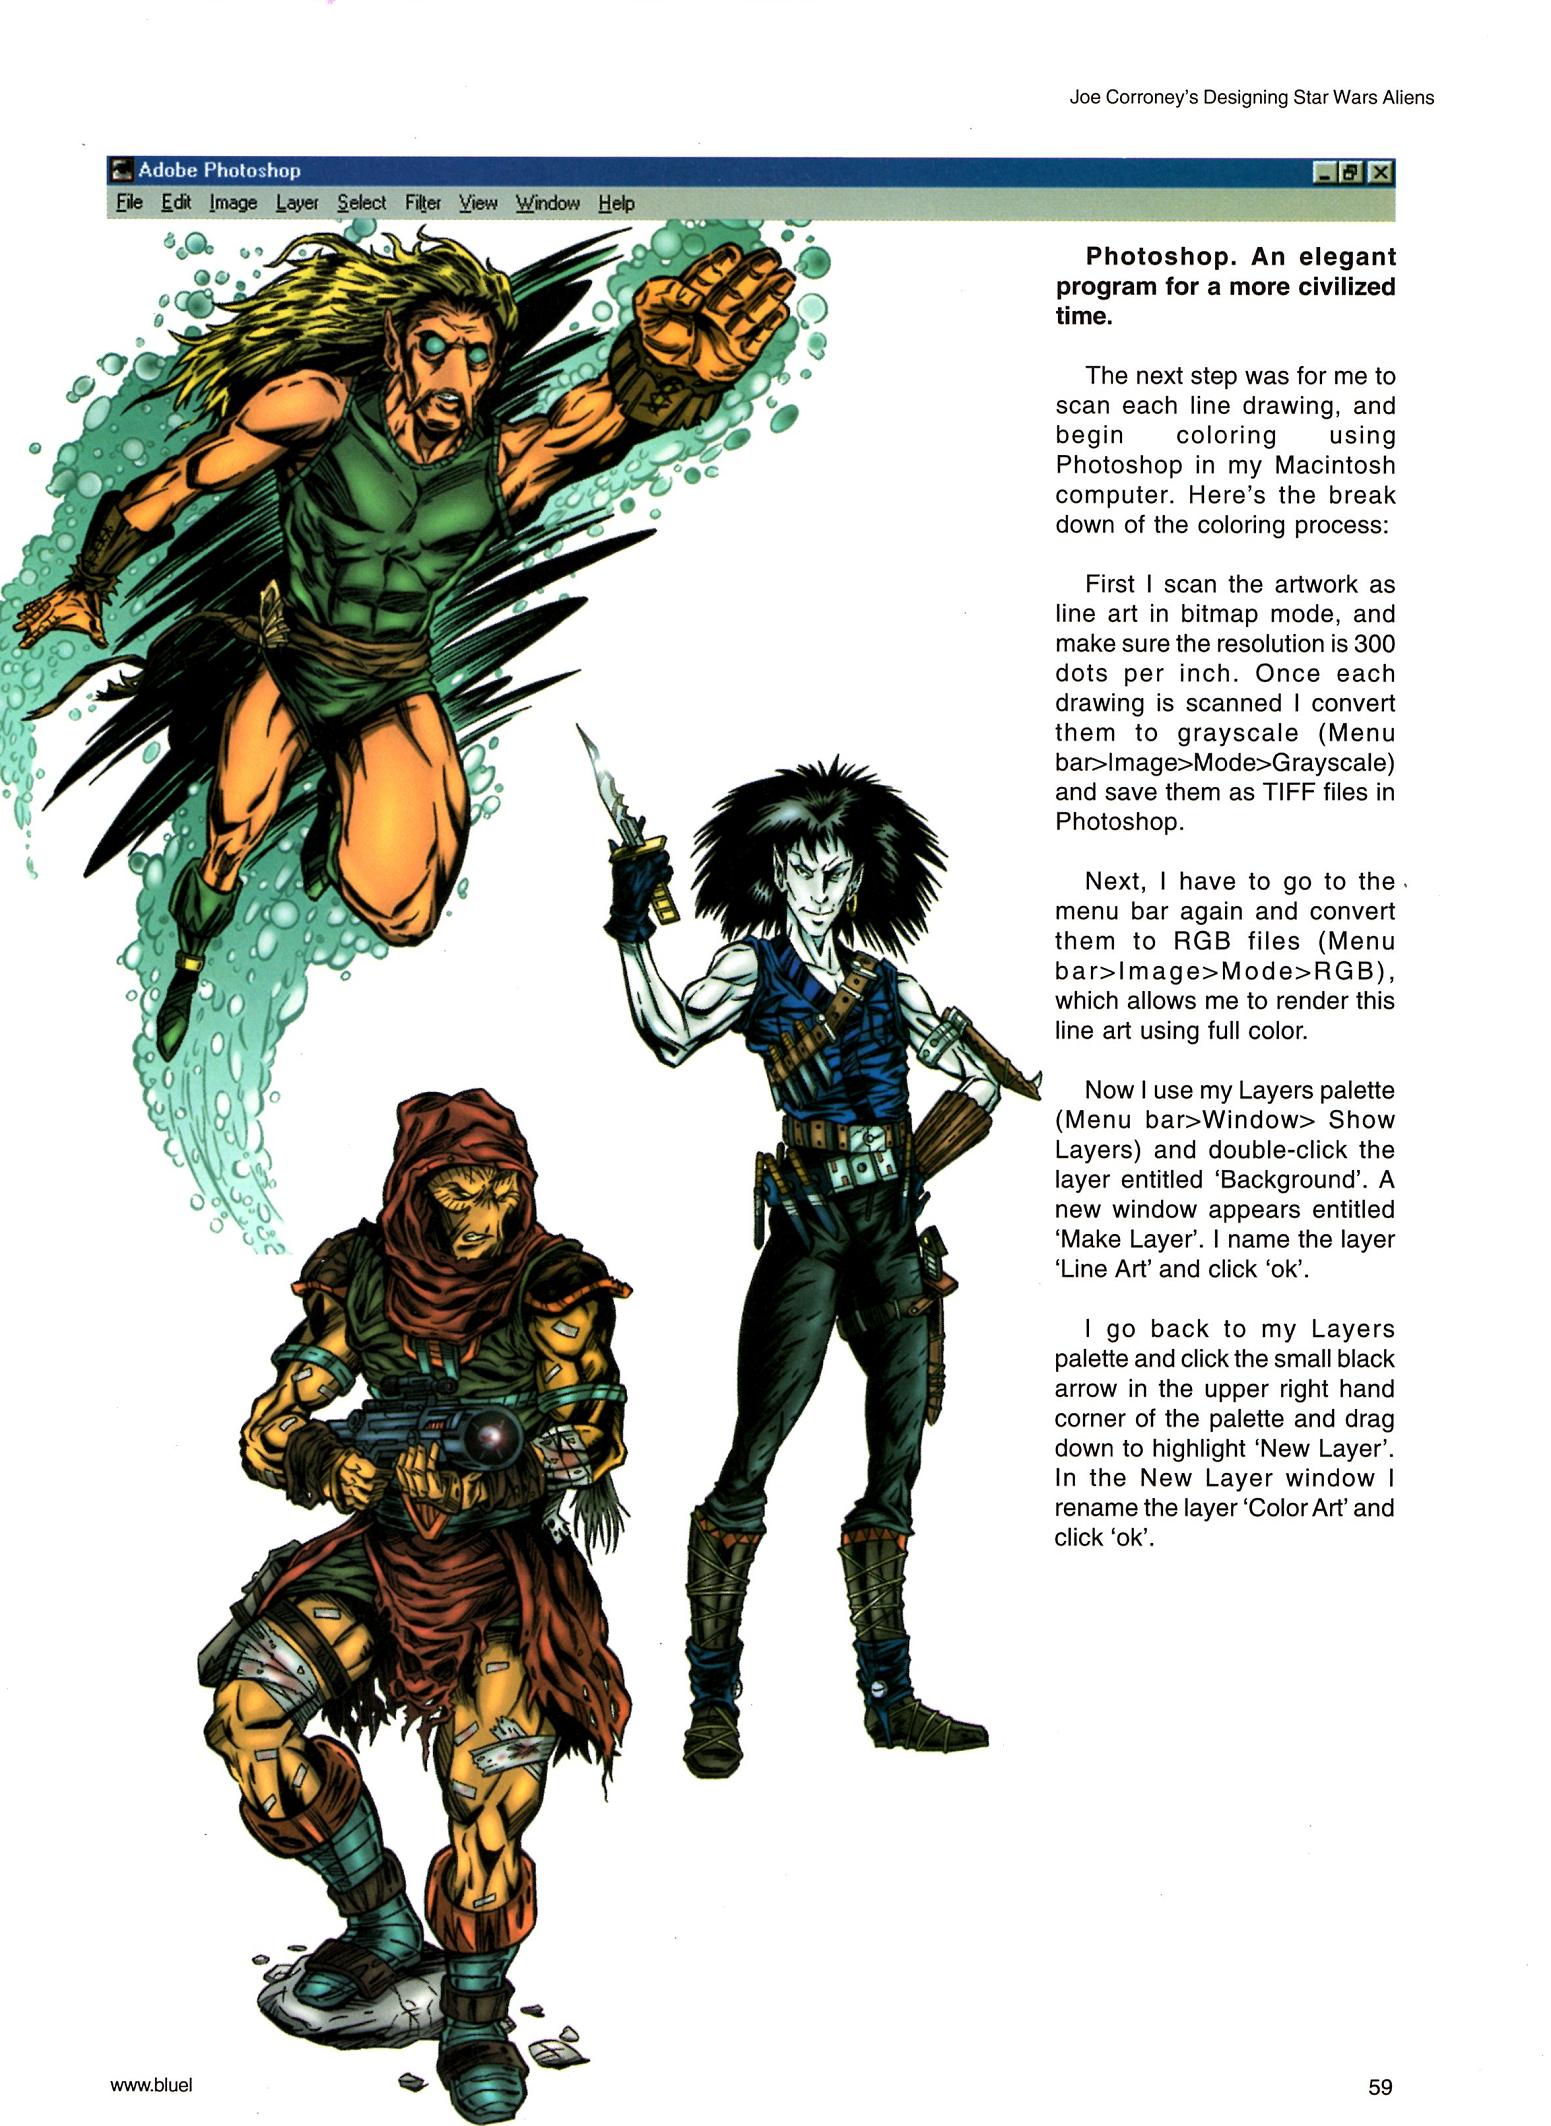 Joe Corroney's Designing Star Wars Aliens
Adobe Photoshop
File Edit Image Layer Select Filter View Window Help
Photoshop. An elegant
program for a more civilized
time.
The next step was for me to
scan each line drawing, and
begin coloring using
Photoshop in my Macintosh
computer. Here's the break
down of the coloring process:
First I scan the artwork as
line art in bitmap mode, and
make sure the resolution is 300
dots per inch. Once each
drawing is scanned I convert
them to grayscale (Menu
bar>Image>Mode>Grayscale)
and save them as TIFF files in
Photoshop.
Next, I have to go to the
menu bar again and convert
them to RGB files (Menu
bar>Image>Mode>RGB),
which allows me to render this
line art using full color.
Now I use my Layers palette
(Menu bar>Window> Show
Layers) and double-click the
layer entitled 'Background'. A
new window appears entitled
'Make Layer'. I name the layer
'Line Art' and click 'ok'.
I go back to my Layers
palette and click the small black
arrow in the upper right hand
corner of the palette and drag
down to highlight 'New Layer'.
In the New Layer window I
rename the layer 'Color Art' and
click 'ok'.
www.bluel
59